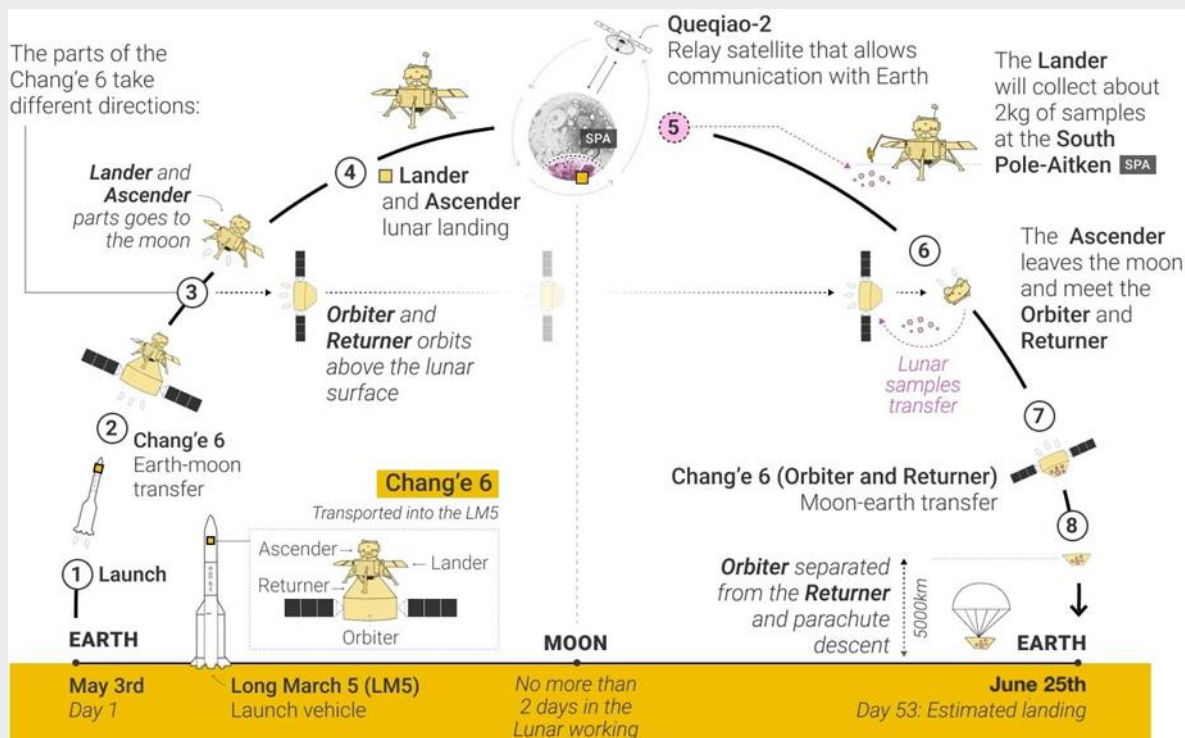 The parts of the
Chang'e 6 take
different directions:
Queqiao-2
Relay satellite that allows
communication with Earth
SPA
5
The Lander
will collect about
2kg of samples
at the South
Pole-Aitken SPA
4
Lander
and Ascender
lunar landing
Lander and
Ascender
parts goes to
the moon
3
Orbiter and
Returner orbits
above the lunar
surface
6
The Ascender
leaves the moon
and meet the
Orbiter and
Returner
Lunar
samples
transfer
2
Chang'e 6
Earth-moon
transfer
7
Chang'e 6 (Orbiter and Returner)
Moon-earth transfer
Chang'e 6
Transported into the LM5
Ascender
Lander
Returner
Orbiter
1 Launch
8
Orbiter separated
from the Returner
and parachute
descent
5000km
EARTH
MOON
EARTH
May 3rd
Day 1
Long March 5 (LM5)
Launch vehicle
No more than
2 days in the
Lunar working
June 25th
Day 53: Estimated landing